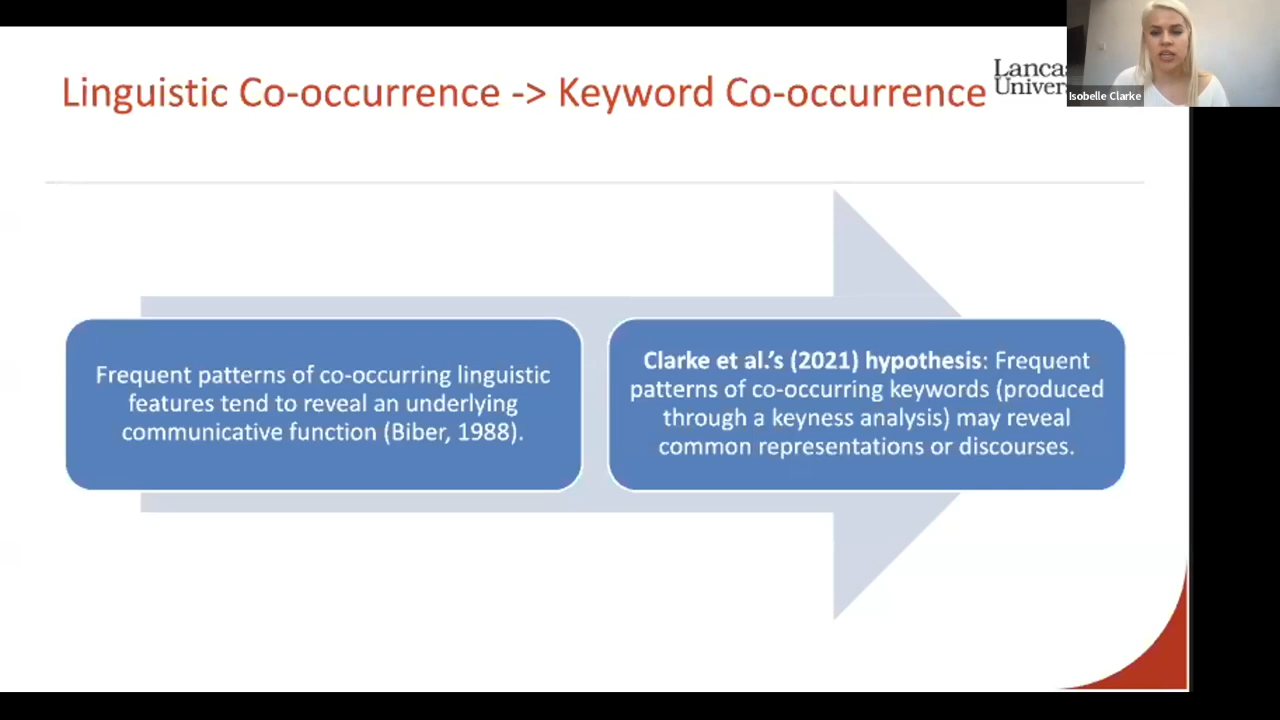 Linguistic Co-occurrence -> Keyword Co-occurrence
Isobelle Clarke
Frequent patterns of co-occurring linguistic
features tend to reveal an underlying
communicative function (Biber, 1988).
Clarke et al.'s (2021) hypothesis: Frequent
patterns of co-occurring keywords (produced
through a keyness analysis) may reveal
common representations or discourses.